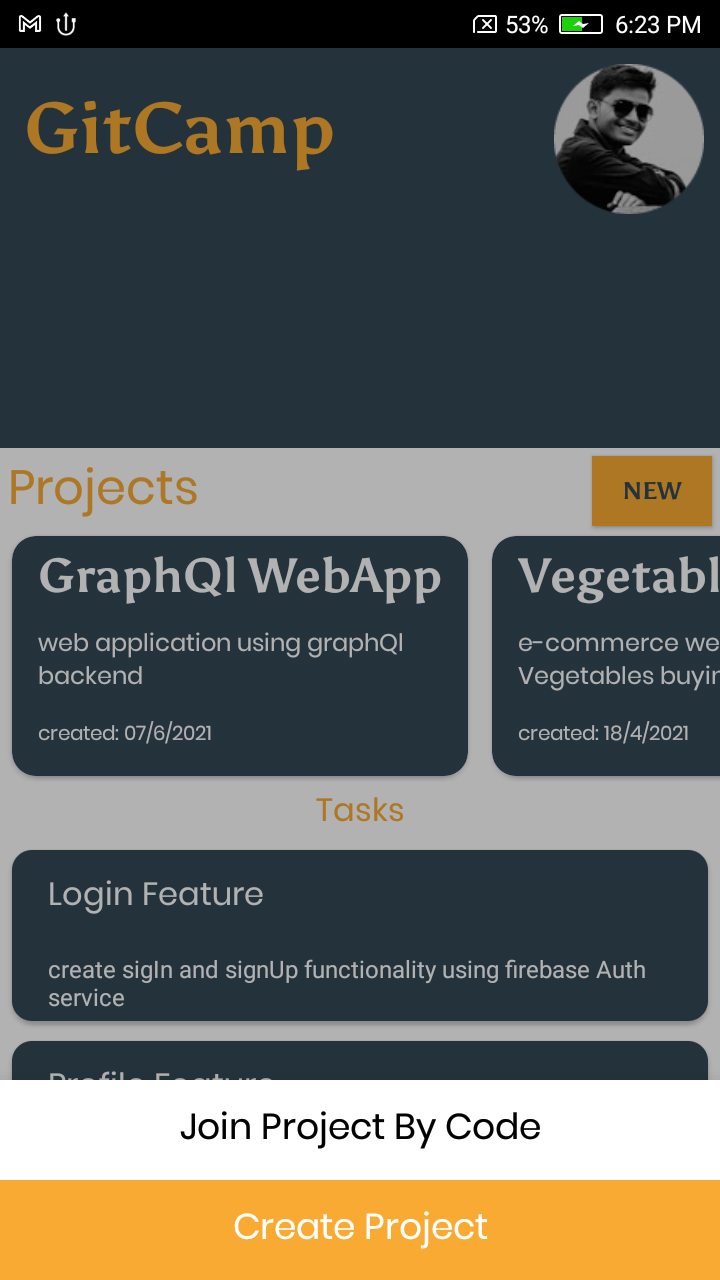 53% 6:23 PM
GitCamp
Projects
NEW
GraphQl WebApp
web application using graphQl
backend
created: 07/6/2021
Vegetabl
e-commerce we
Vegetables buyin
created: 18/4/2021
Tasks
Login Feature
create sigIn and signUp functionality using firebase Auth
service
Profile Feature
Join Project By Code
Create Project